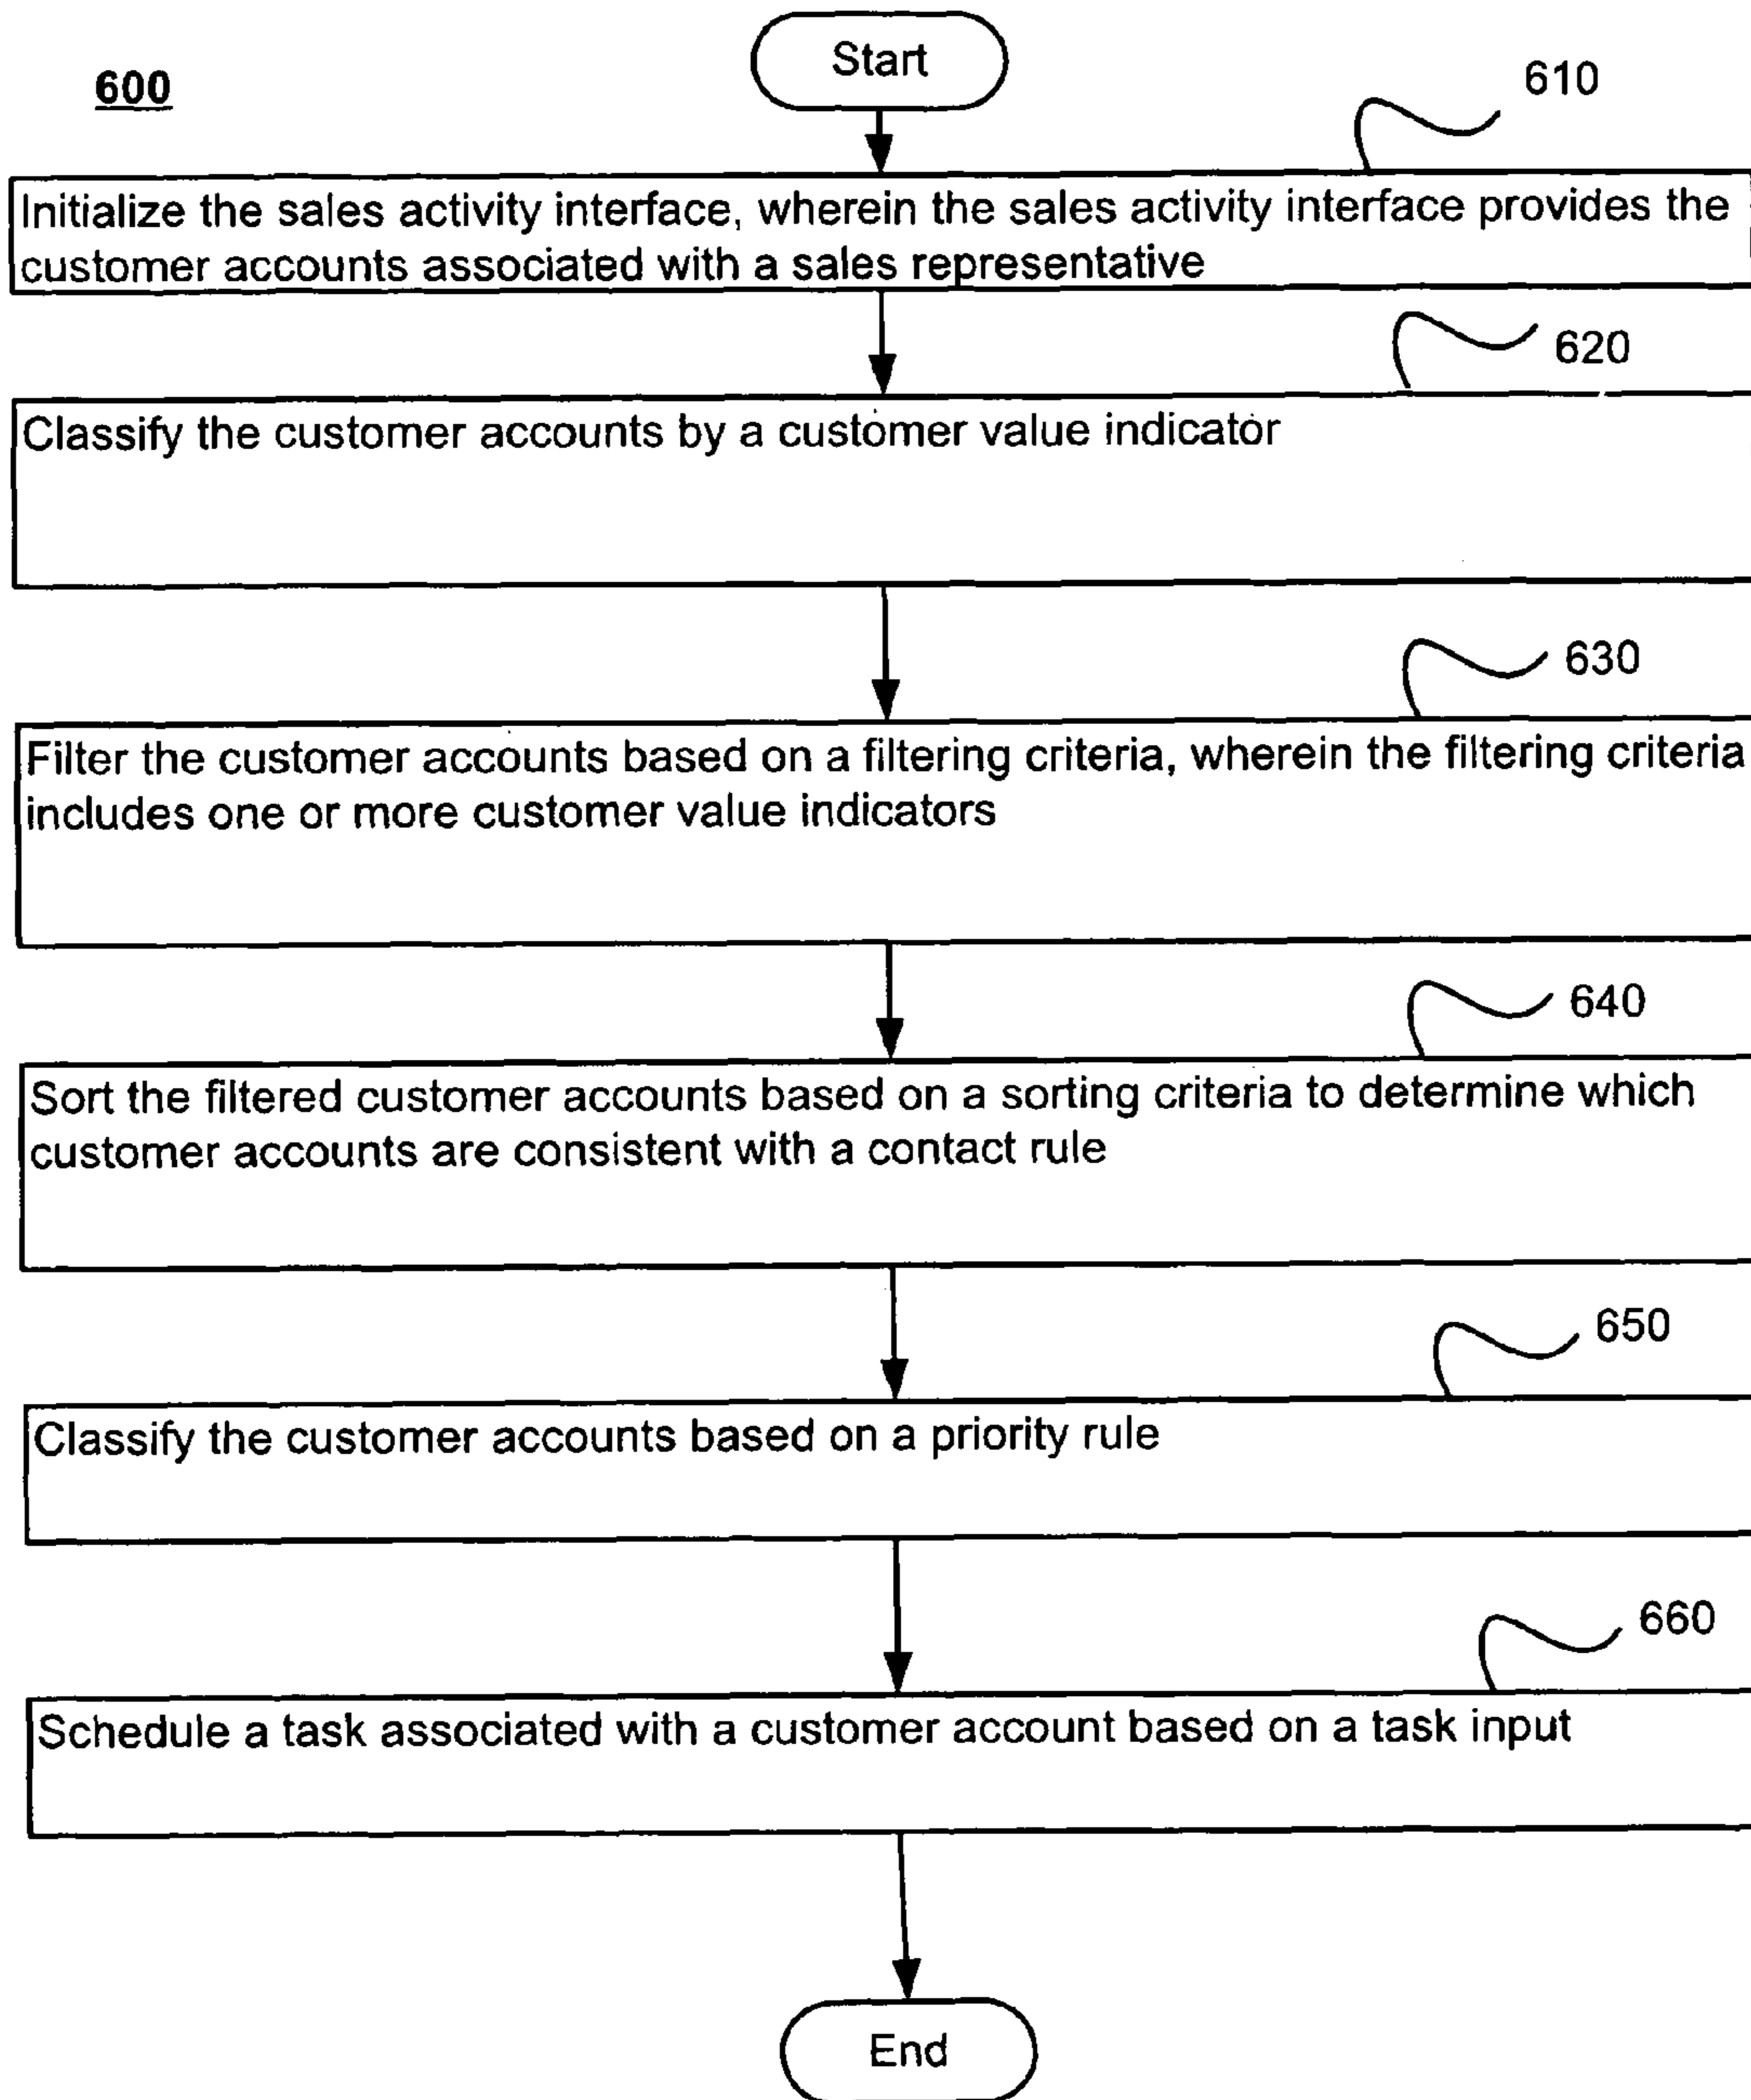 Start
600
610
Initialize the sales activity interface, wherein the sales activity interface provides the
customer accounts associated with a sales representative
620
Classify the customer accounts by a customer value indicator
630
Filter the customer accounts based on a filtering criteria, wherein the filtering criteria
includes one or more customer value indicators
640
Sort the filtered customer accounts based on a sorting criteria to determine which
customer accounts are consistent with a contact rule
650
Classify the customer accounts based on a priority rule
660
Schedule a task associated with a customer account based on a task input
End